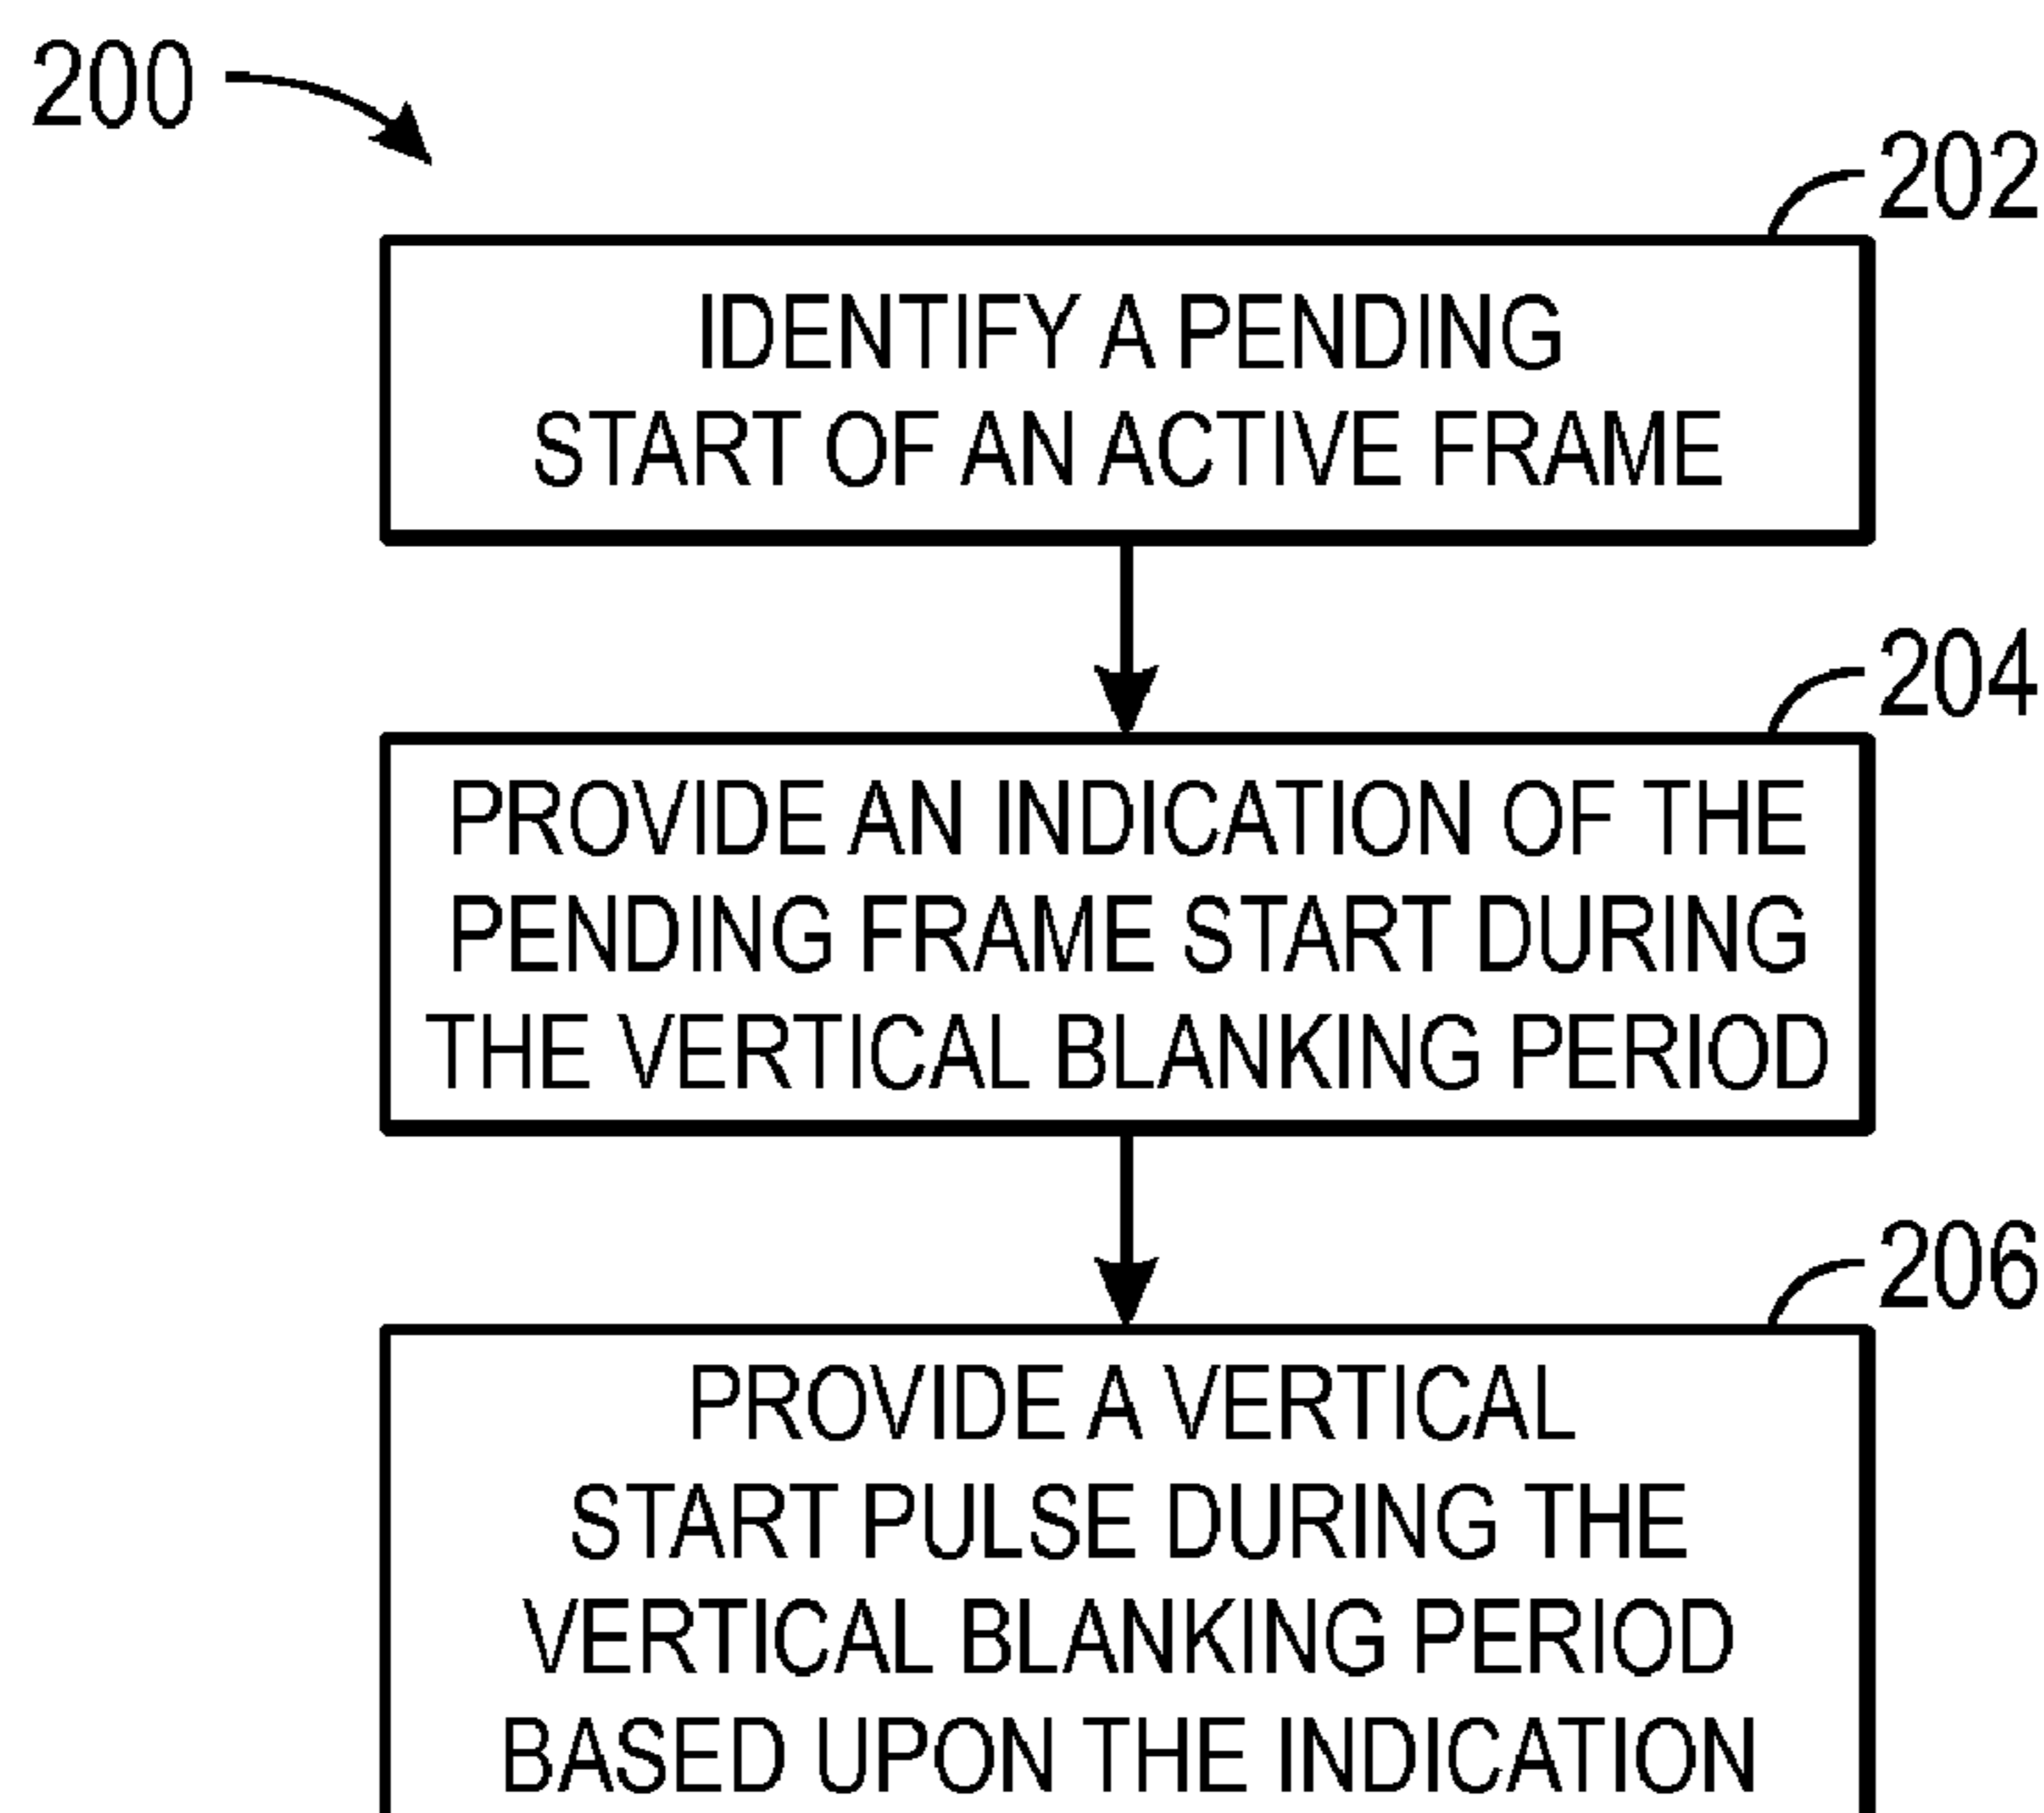 200
202
IDENTIFY A PENDING
START OF AN ACTIVE FRAME
204
PROVIDE AN INDICATION OF THE
PENDING FRAME START DURING
THE VERTICAL BLANKING PERIOD
206
PROVIDE A VERTICAL
START PULSE DURING THE
VERTICAL BLANKING PERIOD
BASED UPON THE INDICATION